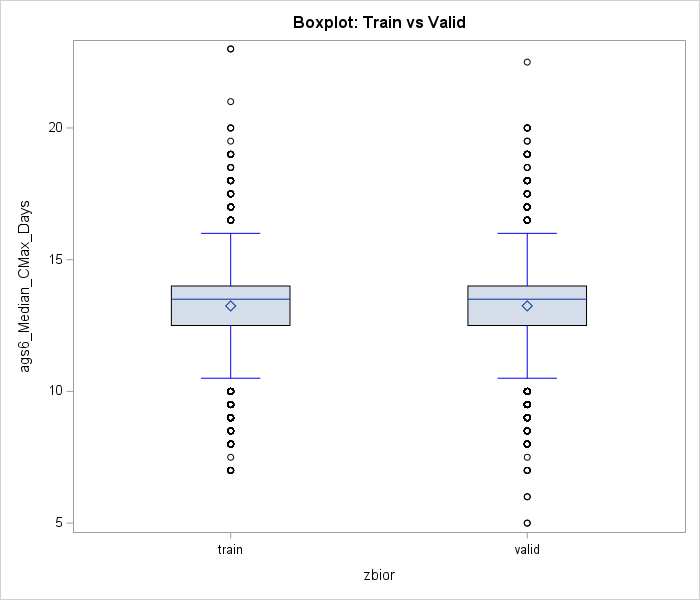 Boxplot: Train vs Valid
20
15
10
5
ags6_Median_CMax_Days
train
valid
zbior